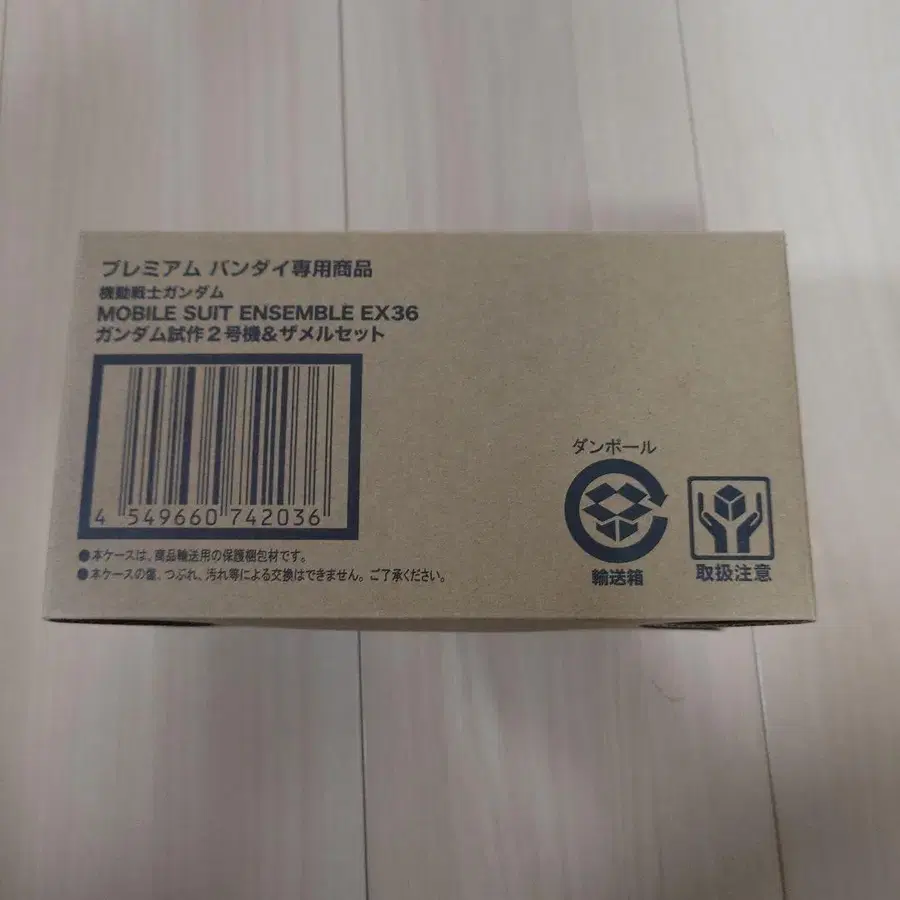 プレミアム バンダイ専用商品
機動戦士ガンダム
MOBILE SUIT ENSEMBLE EX36
ガンダム試作2号機&ザメルセット
4 549660 742036
●本ケースは、商品輸送用の保護梱包材です。
●本ケースの傷、つぶれ、汚れ等による交換はできません。ご了承ください。
ダンボール
輸送箱
取扱注意